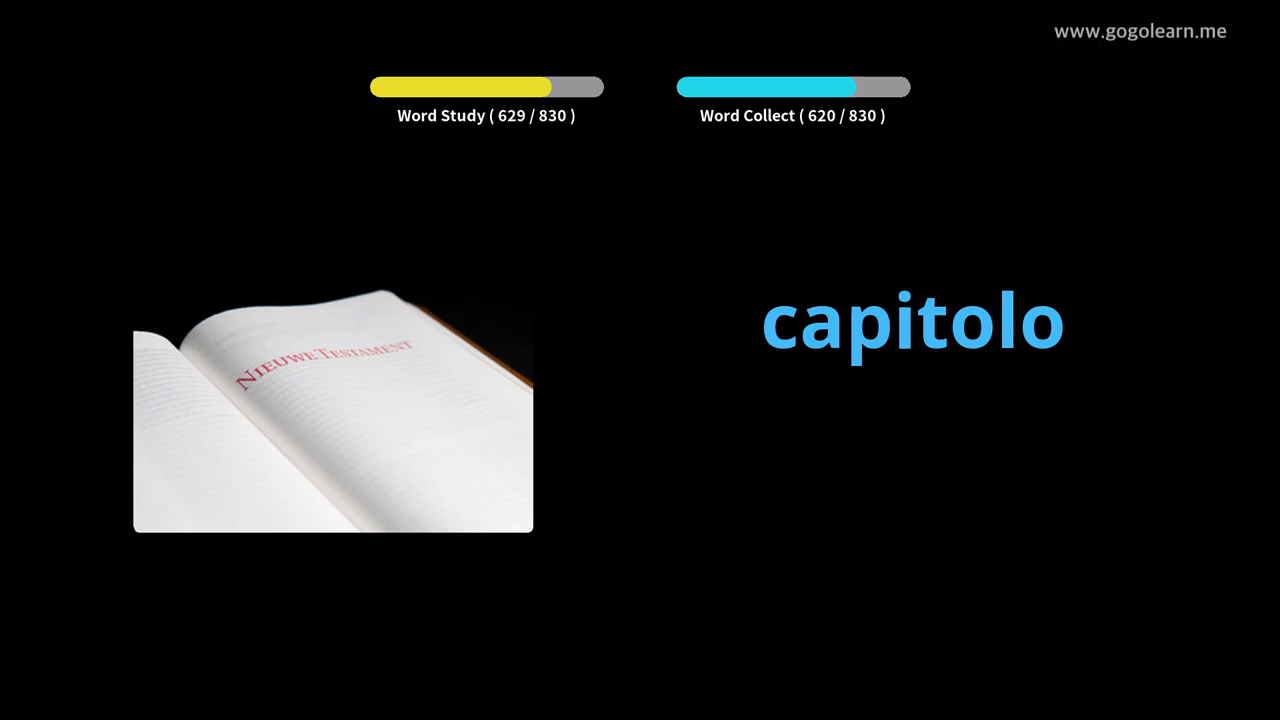 www.gogolearn.me
Word Study ( 629 / 830 )
Word Collect ( 620 / 830 )
capitolo
NIEUWE TESTAMENT